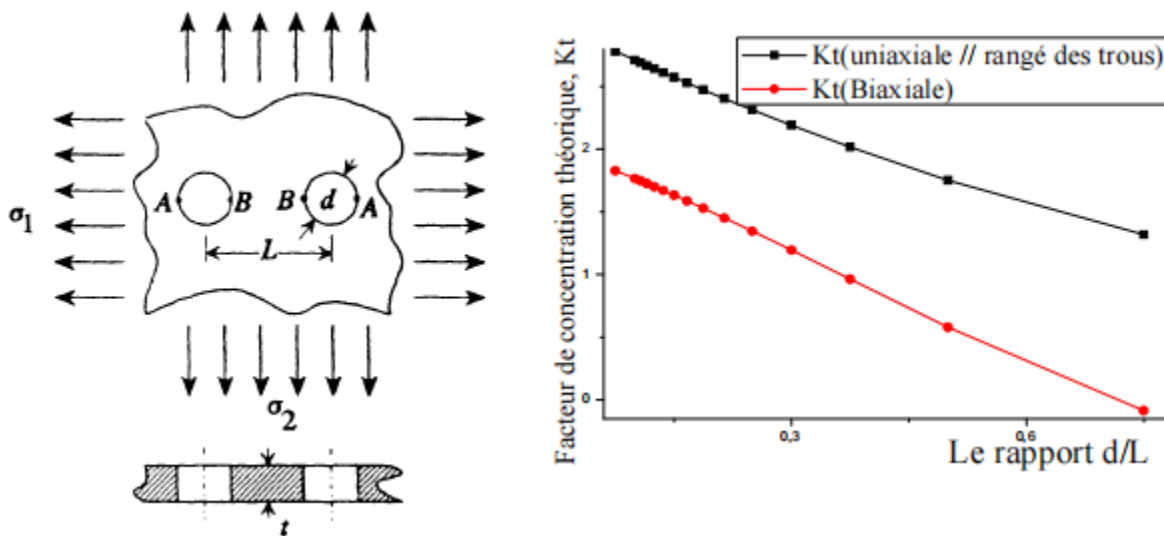 σ1
A
B
B
d
A
L
σ2
t
Facteur de concentration théorique, Kt
Kt(uniaxiale // rangé des trous)
Kt(Biaxiale)
2
1
0
0,3
0,6
Le rapport d/L